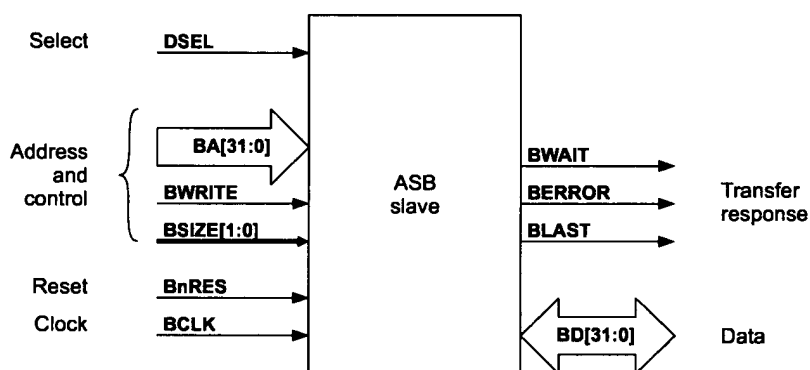 Select
DSEL
Address
and
control
BA[31:0]
BWRITE
BSIZE[1:0]
Reset
BnRES
Clock
BCLK
ASB
slave
BWAIT
BERROR
BLAST
Transfer
response
BD[31:0]
Data